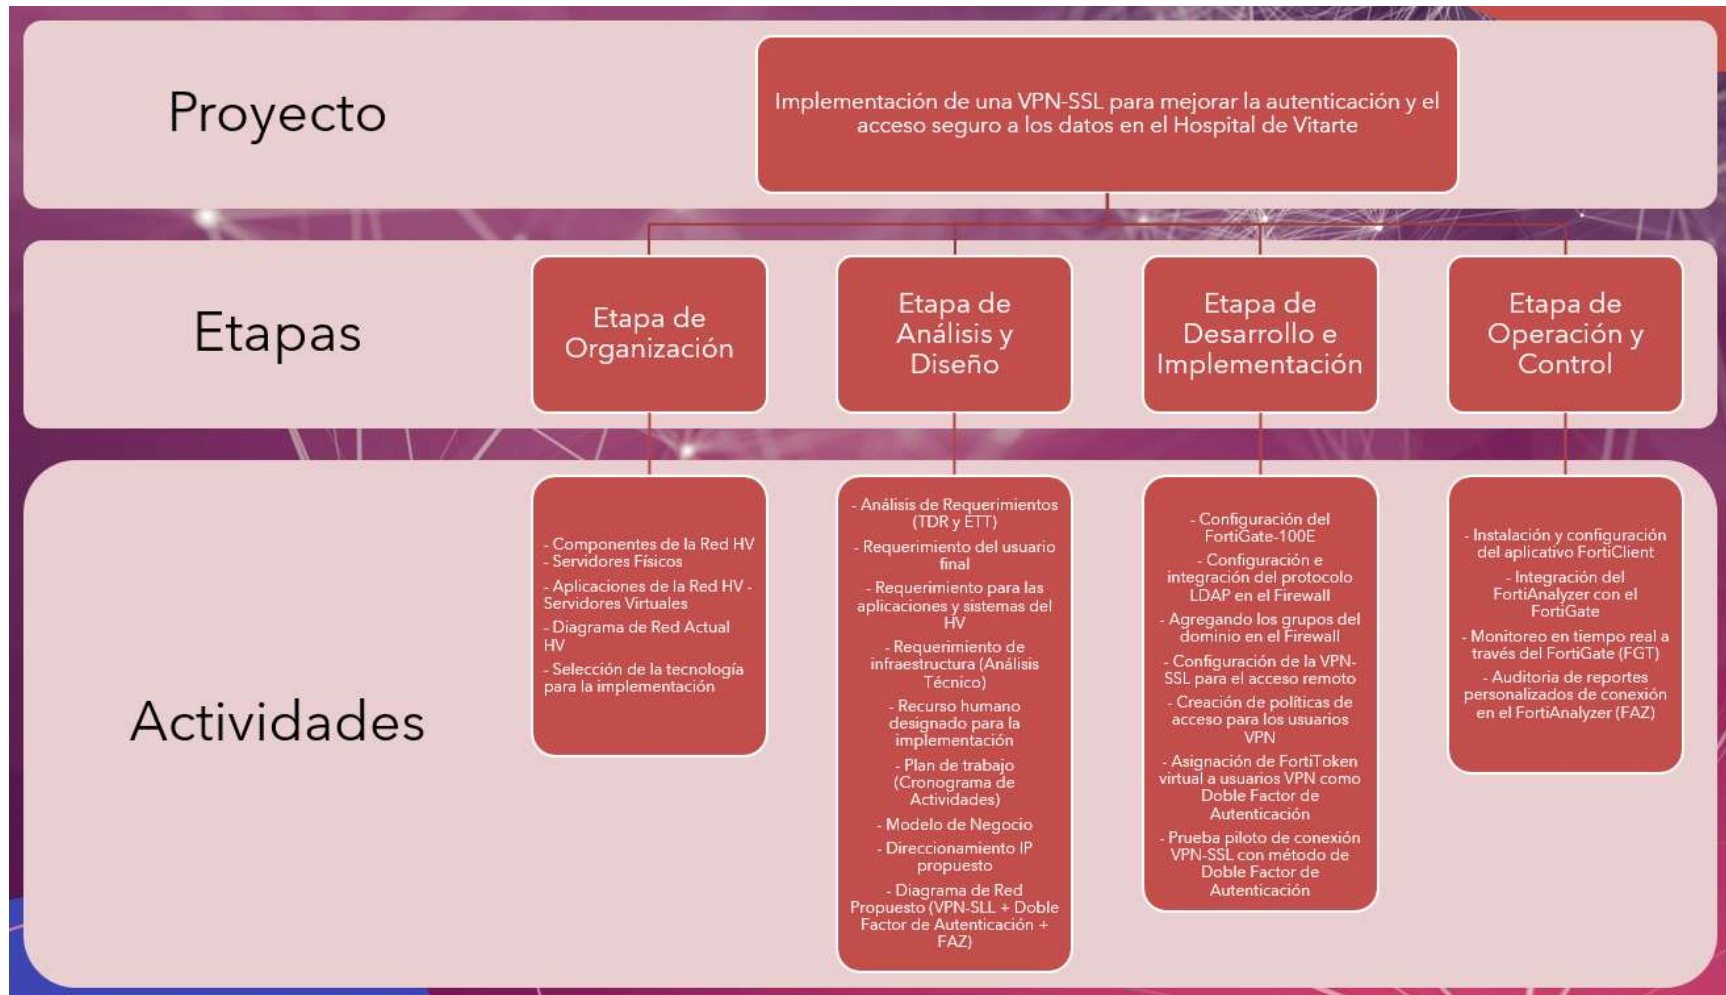 Proyecto
Implementación de una VPN-SSL para mejorar la autenticación y el
acceso seguro a los datos en el Hospital de Vitarte
Etapas
Etapa de
Organización
Etapa de
Análisis y
Diseño
Etapa de
Desarrollo e
Implementación
Etapa de
Operación y
Control
Actividades
- Componentes de la Red HV
- Servidores Físicos
- Aplicaciones de la Red HV -
Servidores Virtuales
- Diagrama de Red Actual
HV
- Selección de la tecnología
para la implementación
- Análisis de Requerimientos
(TDR y ETT)
- Requerimiento del usuario
final
- Requerimiento para las
aplicaciones y sistemas del
HV
- Requerimiento de
infraestructura (Análisis
Técnico)
- Recurso humano
designado para la
implementación
- Plan de trabajo
(Cronograma de
Actividades)
- Modelo de Negocio
- Direccionamiento IP
propuesto
- Diagrama de Red
Propuesto (VPN-SLL + Doble
Factor de Autenticación +
FAZ)
- Configuración del
FortiGate-100E
- Configuración e
integración del protocolo
LDAP en el Firewall
- Agregando los grupos del
dominio en el Firewall
- Configuración de la VPN-
SSL para el acceso remoto
- Creación de políticas de
acceso para los usuarios
VPN
- Asignación de FortiToken
virtual a usuarios VPN como
Doble Factor de
Autenticación
- Prueba piloto de conexión
VPN-SSL con método de
Doble Factor de
Autenticación
- Instalación y configuración
del aplicativo FortiClient
- Integración del
FortiAnalyzer con el
FortiGate
- Monitoreo en tiempo real a
través del FortiGate (FGT)
- Auditoria de reportes
personalizados de conexión
en el FortiAnalyzer (FAZ)